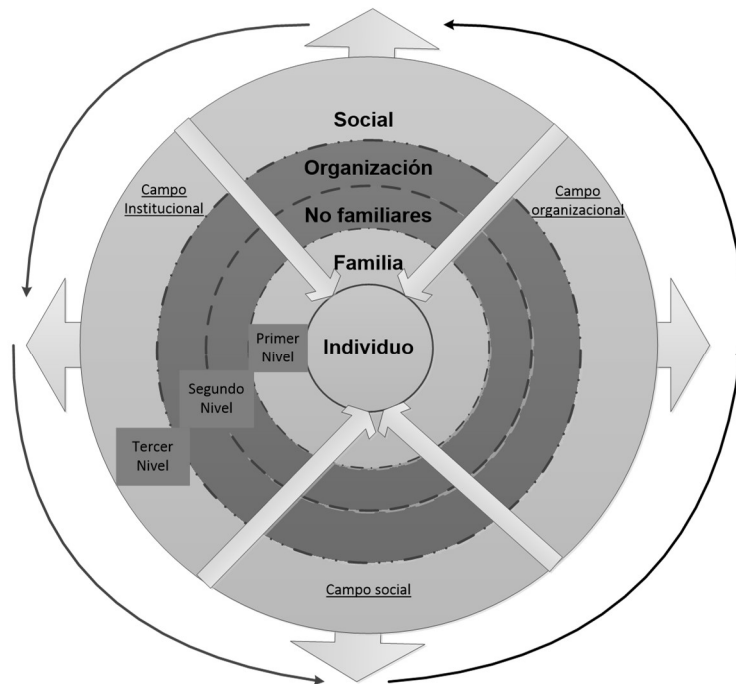 Social
Organización
Campo
Institucional
Campo
organizacional
No familiares
Familia
Individuo
Primer
Nivel
Segundo
Nivel
Tercer
Nivel
Campo social